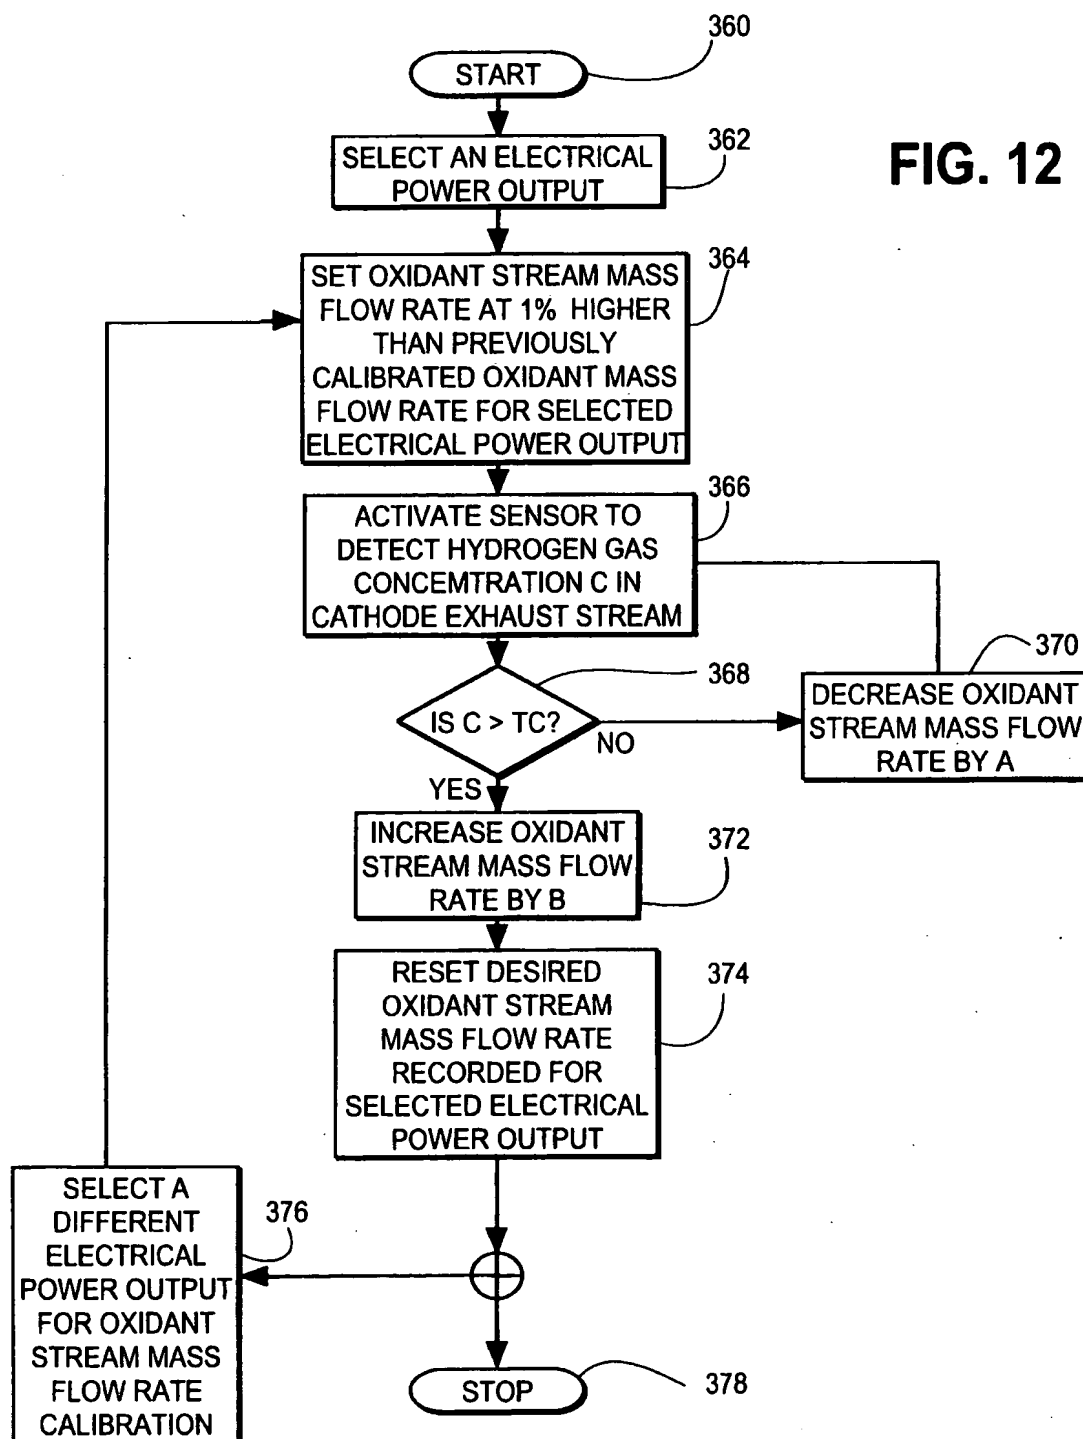 360
START
362
SELECT AN ELECTRICAL
POWER OUTPUT
FIG. 12
364
SET OXIDANT STREAM MASS
FLOW RATE AT 1% HIGHER
THAN PREVIOUSLY
CALIBRATED OXIDANT MASS
FLOW RATE FOR SELECTED
ELECTRICAL POWER OUTPUT
366
ACTIVATE SENSOR TO
DETECT HYDROGEN GAS
CONCEMTRATION C IN
CATHODE EXHAUST STREAM
368
IS C > TC?
NO
YES
370
DECREASE OXIDANT
STREAM MASS FLOW
RATE BY A
372
INCREASE OXIDANT
STREAM MASS FLOW
RATE BY B
374
RESET DESIRED
OXIDANT STREAM
MASS FLOW RATE
RECORDED FOR
SELECTED ELECTRICAL
POWER OUTPUT
376
SELECT A
DIFFERENT
ELECTRICAL
POWER OUTPUT
FOR OXIDANT
STREAM MASS
FLOW RATE
CALIBRATION
STOP
378